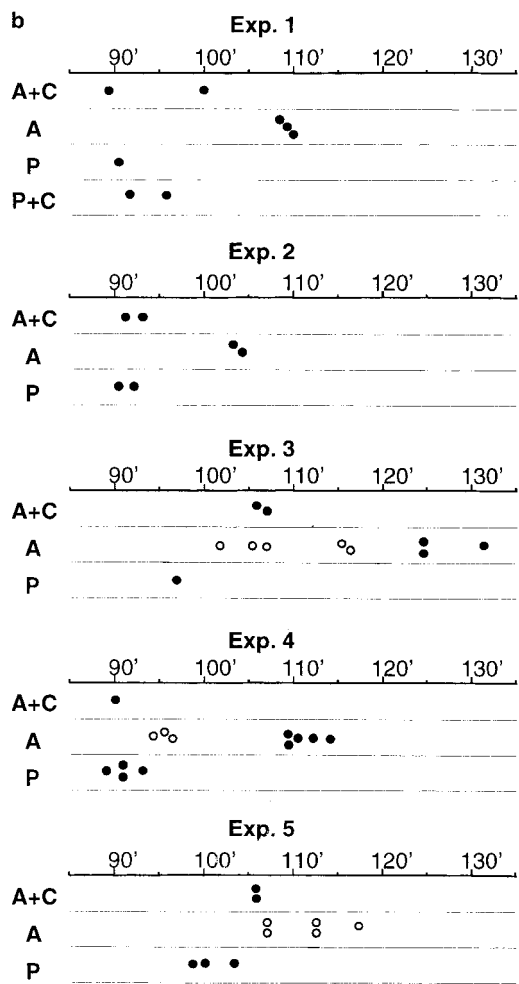 b
Exp. 1
90' 100' 110' 120' 130'
A+C
A
P
P+C
Exp. 2
90' 100' 110' 120' 130'
A+C
A
P
Exp. 3
90' 100' 110' 120' 130'
A+C
A
P
Exp. 4
90' 100' 110' 120' 130'
A+C
A
P
Exp. 5
90' 100' 110' 120' 130'
A+C
A
P